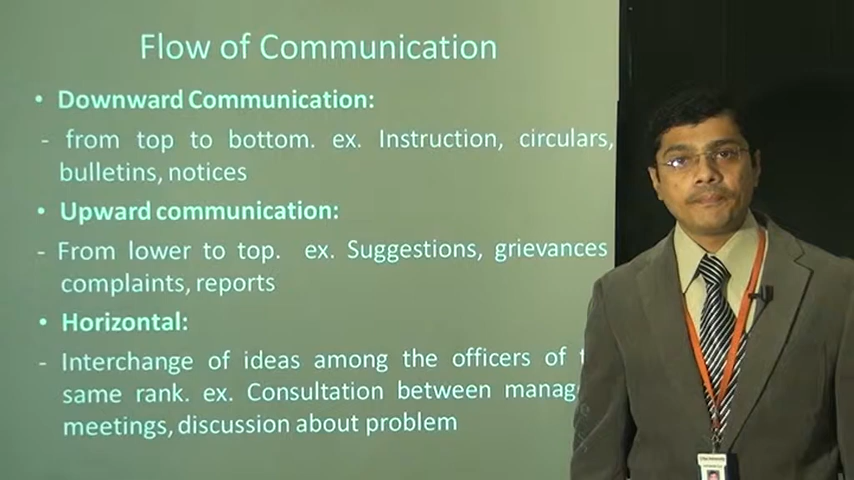 Flow of Communication
• Downward Communication:
- from top to bottom. ex. Instruction, circulars,
bulletins, notices
• Upward communication:
- From lower to top. ex. Suggestions, grievances
complaints, reports
• Horizontal:
- Interchange of ideas among the officers of
same rank. ex. Consultation between
meetings, discussion about problem